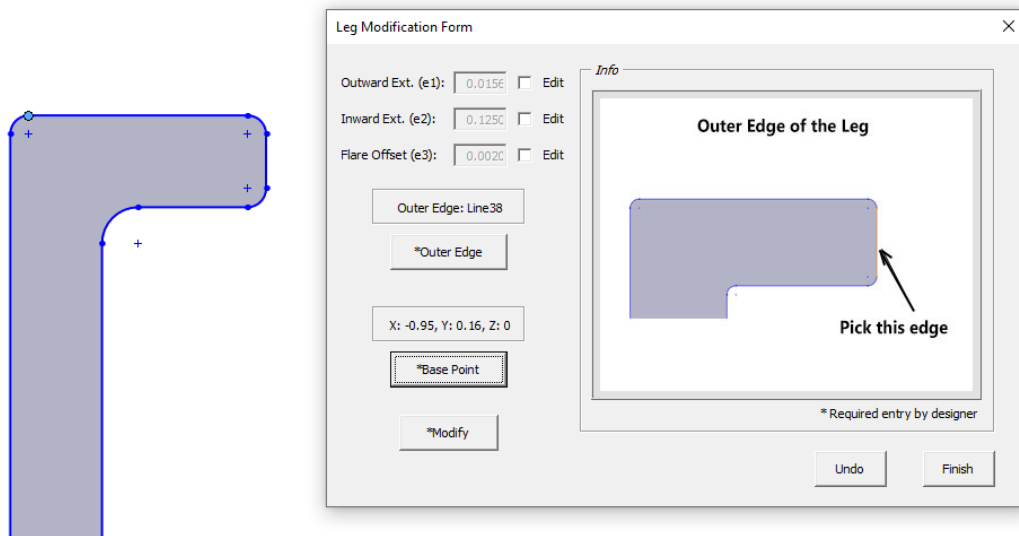 Leg Modification Form
Outward Ext. (e1): 0.0156 Edit
Inward Ext. (e2): 0.1250 Edit
Flare Offset (e3): 0.0020 Edit
Outer Edge: Line38
*Outer Edge
X: -0.95, Y: 0.16, Z: 0
*Base Point
*Modify
Info
Outer Edge of the Leg
Pick this edge
* Required entry by designer
Undo
Finish